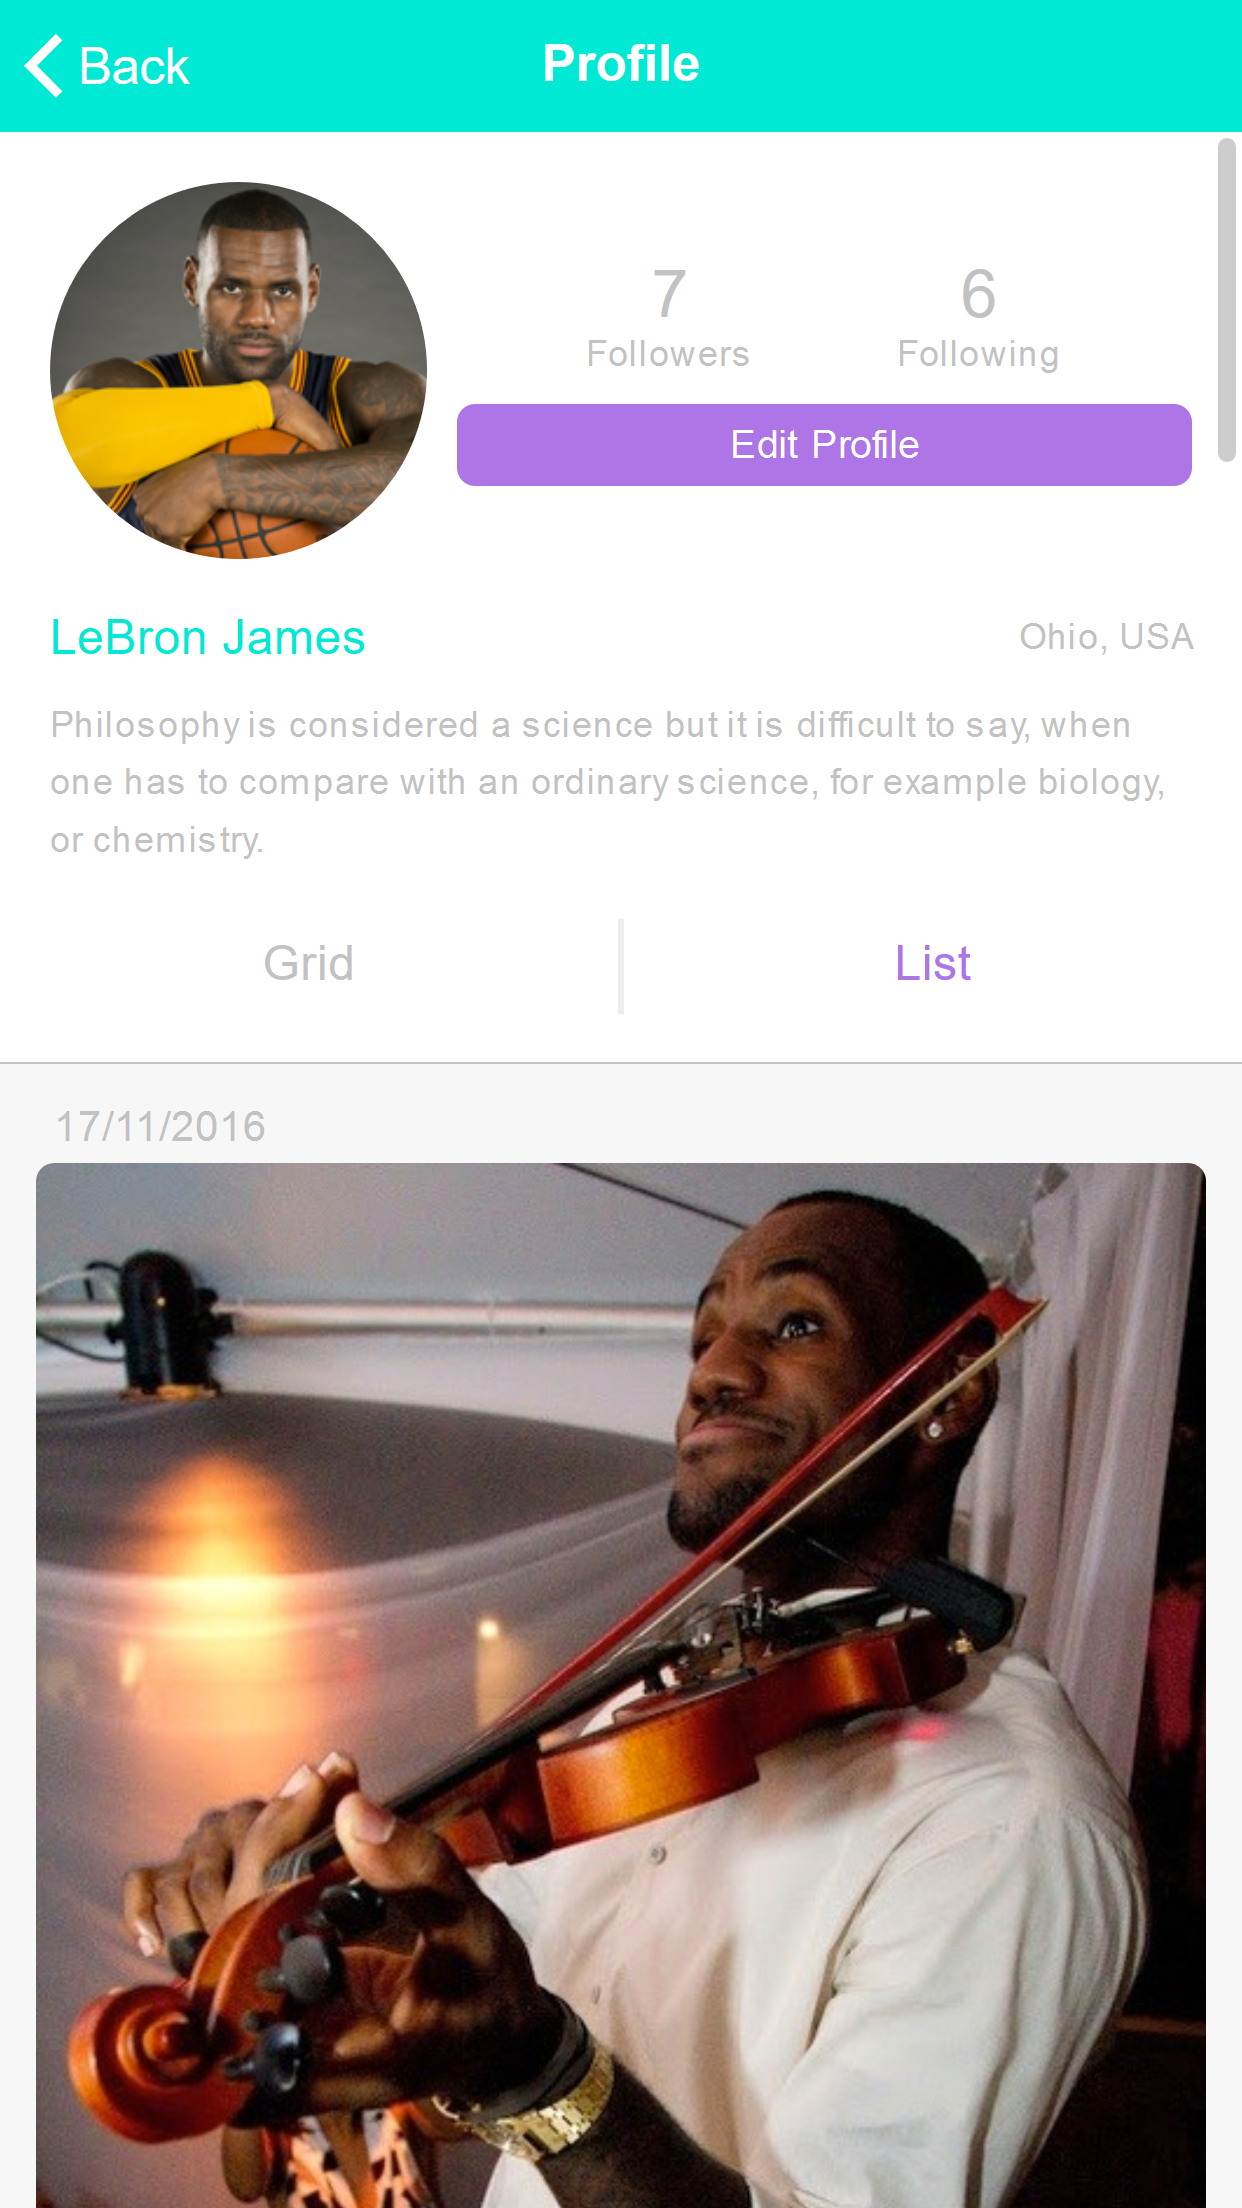 Back
Profile
7
Followers
6
Following
Edit Profile
LeBron James
Ohio, USA
Philosophy is considered a science but it is difficult to say, when
one has to compare with an ordinary science, for example biology,
or chemistry.
Grid
List
17/11/2016